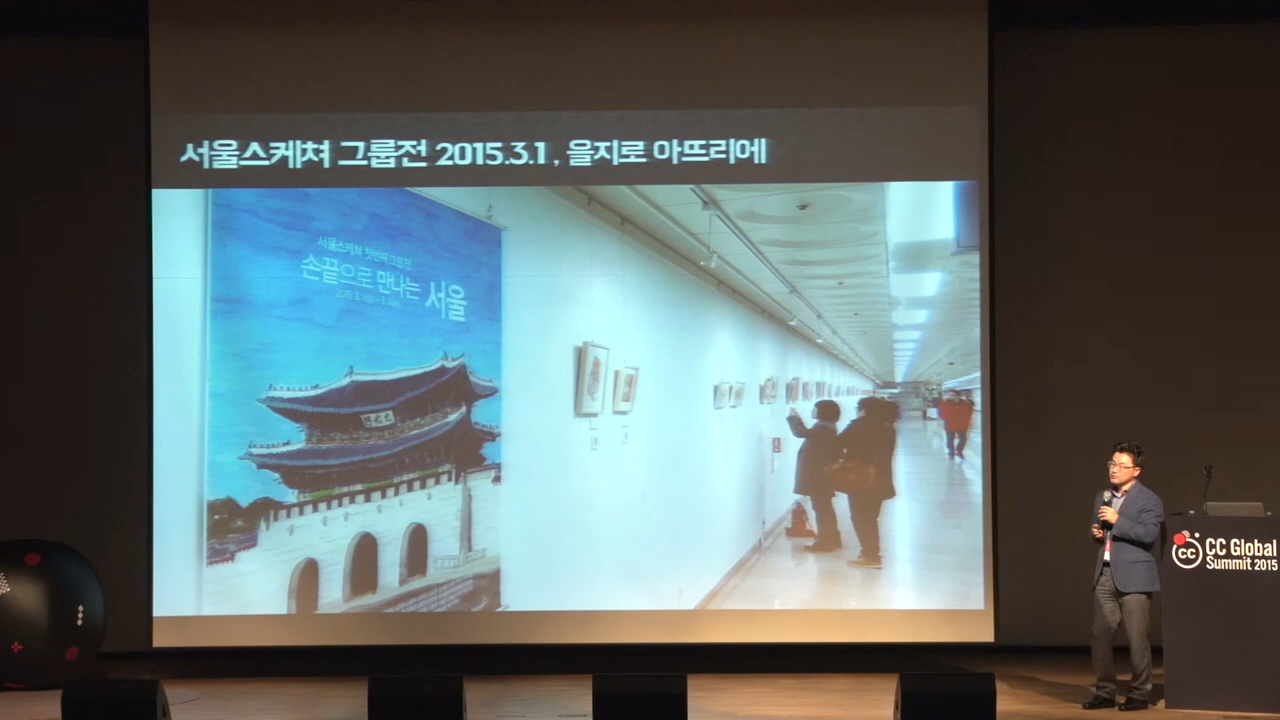 서울스케쳐 그룹전 2015.3.1 , 을지로 아뜨리에
서울스케쳐 첫번째 그룹전
손끝으로 만나는 서울
cc
CC Global
Summit 2015